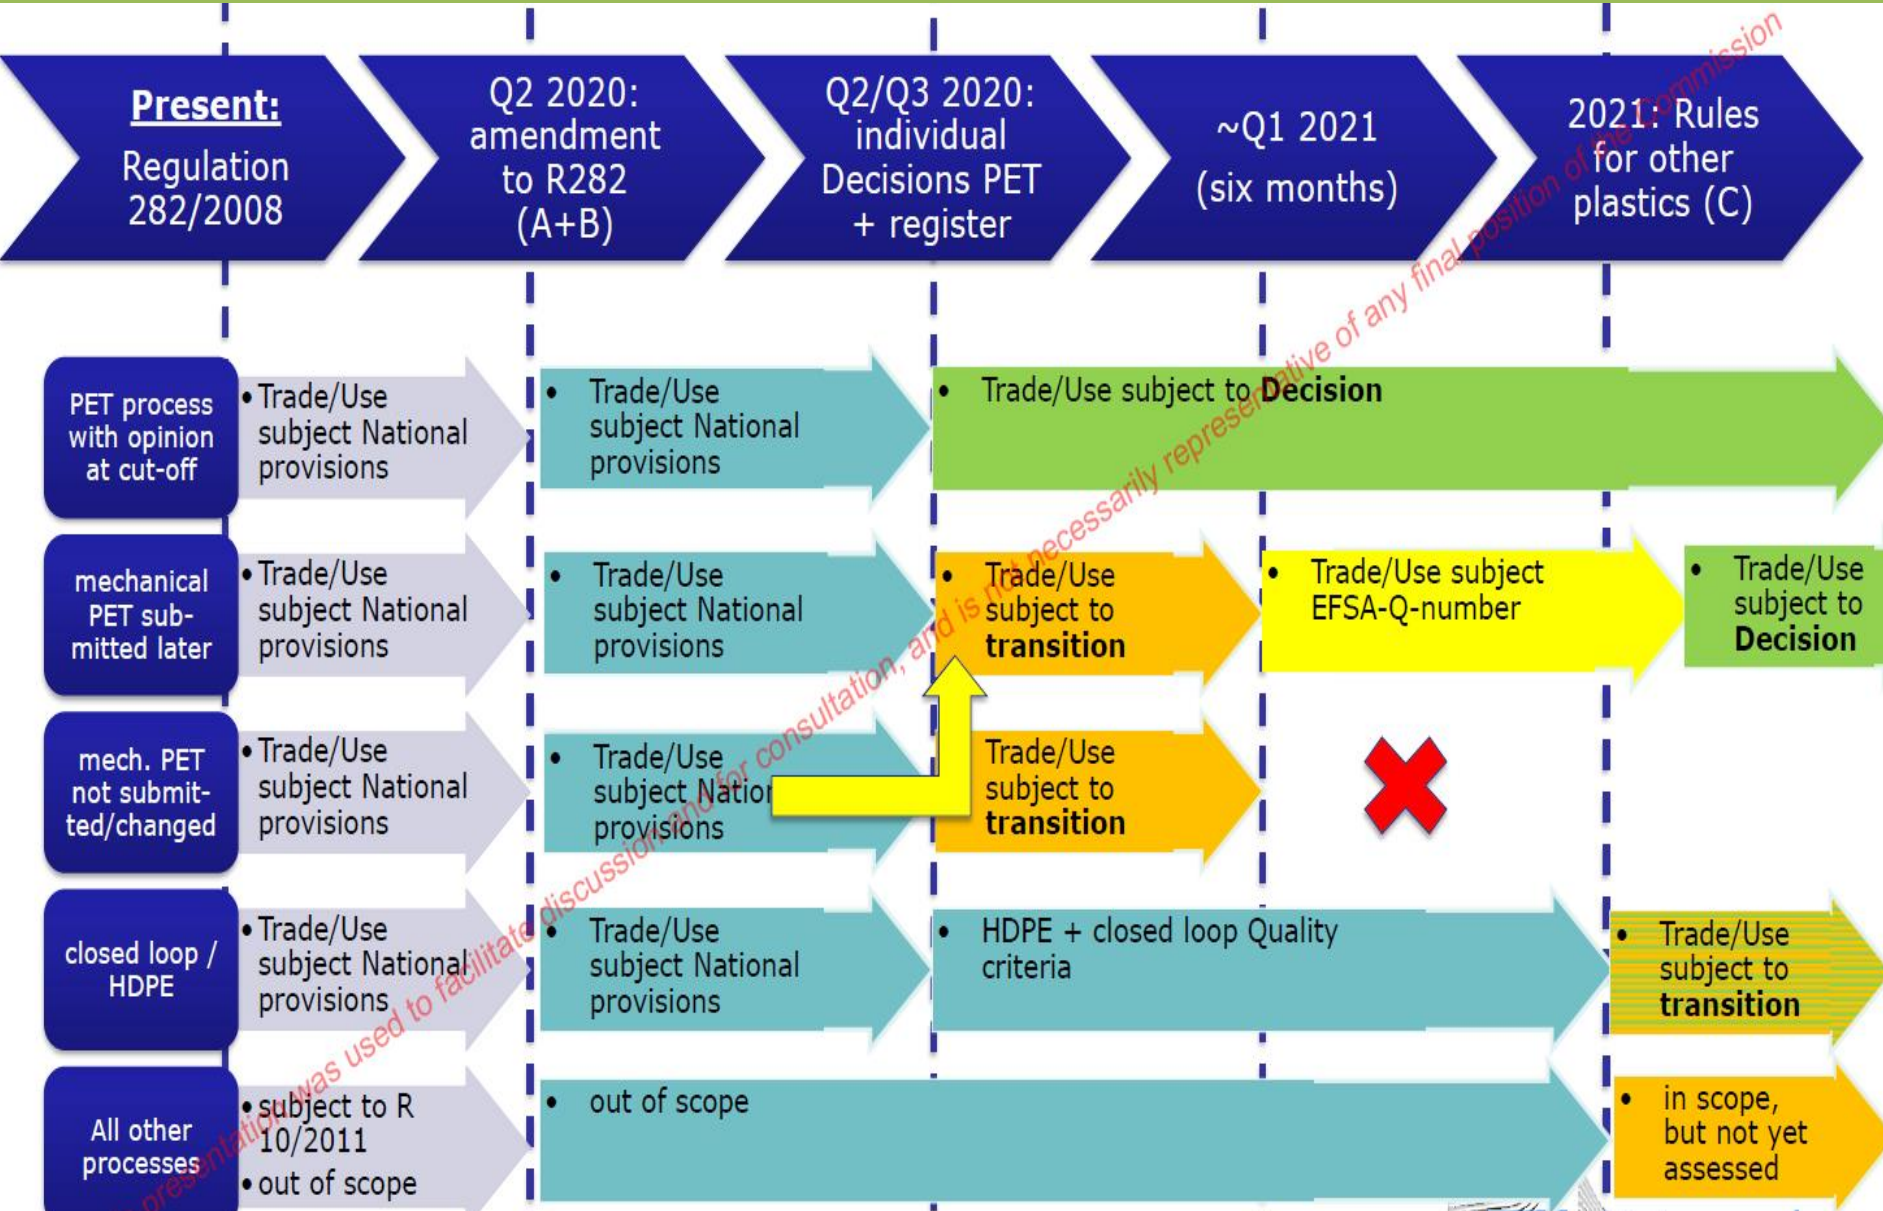 Present:
Regulation
282/2008
Q2 2020:
amendment
to R282
(A+B)
Q2/Q3 2020:
individual
Decisions PET
+ register
~Q1 2021
(six months)
2021: Rules
for other
plastics (C)
PET process
with opinion
at cut-off
• Trade/Use
subject National
provisions
• Trade/Use
subject National
provisions
• Trade/Use subject to Decision
mechanical
PET sub-
mitted later
• Trade/Use
subject National
provisions
• Trade/Use
subject National
provisions
• Trade/Use
subject to
transition
• Trade/Use subject
EFSA-Q-number
• Trade/Use
subject to
Decision
mech. PET
not submit-
ted/changed
• Trade/Use
subject National
provisions
• Trade/Use
subject Nation
provisions
Trade/Use
subject to
transition
closed loop /
HDPE
• Trade/Use
subject National
provisions
• Trade/Use
subject National
provisions
• HDPE + closed loop Quality
criteria
• Trade/Use
subject to
transition
All other
processes
• subject to R
10/2011
• out of scope
• out of scope
• in scope,
but not yet
assessed
presentation was used to facilitate discussion and for consultation, and is not necessarily representative of any final position of the Commission